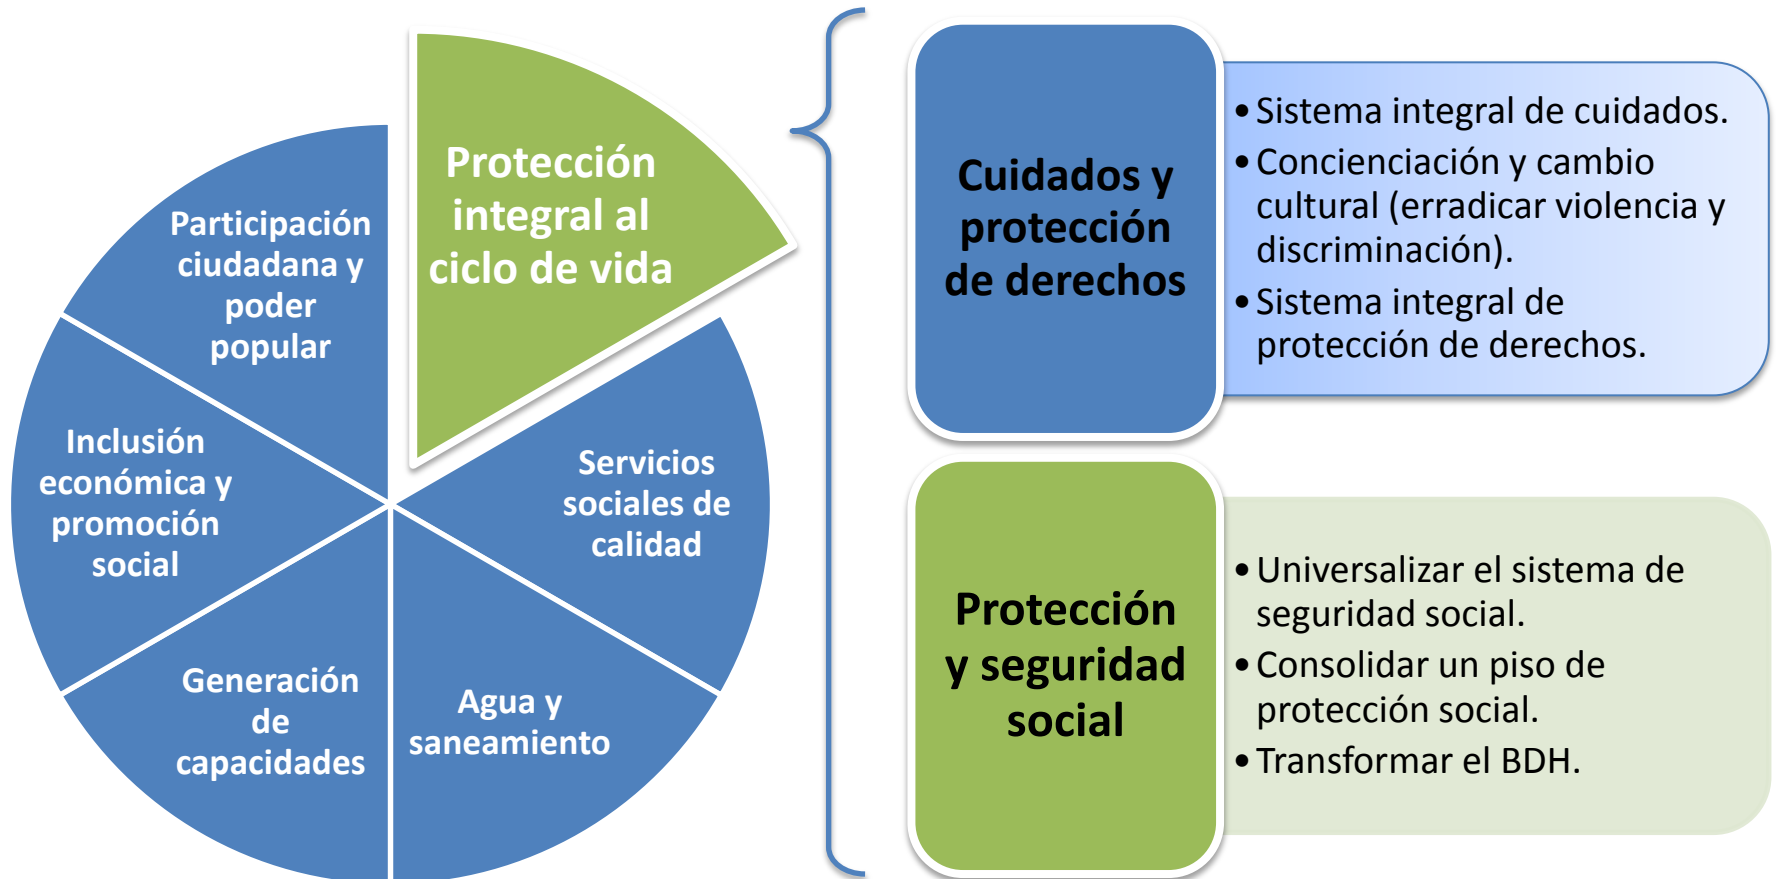 Protección
integral al
ciclo de vida
Participación
ciudadana y
poder
popular
Inclusión
económica y
promoción
social
Generación
de
capacidades
Agua y
saneamiento
Servicios
sociales de
calidad
Cuidados y
protección
de derechos
•Sistema integral de cuidados.
•Concienciación y cambio
cultural (erradicar violencia y
discriminación).
•Sistema integral de
protección de derechos.
Protección
y seguridad
social
•Universalizar el sistema de
seguridad social.
•Consolidar un piso de
protección social.
•Transformar el BDH.